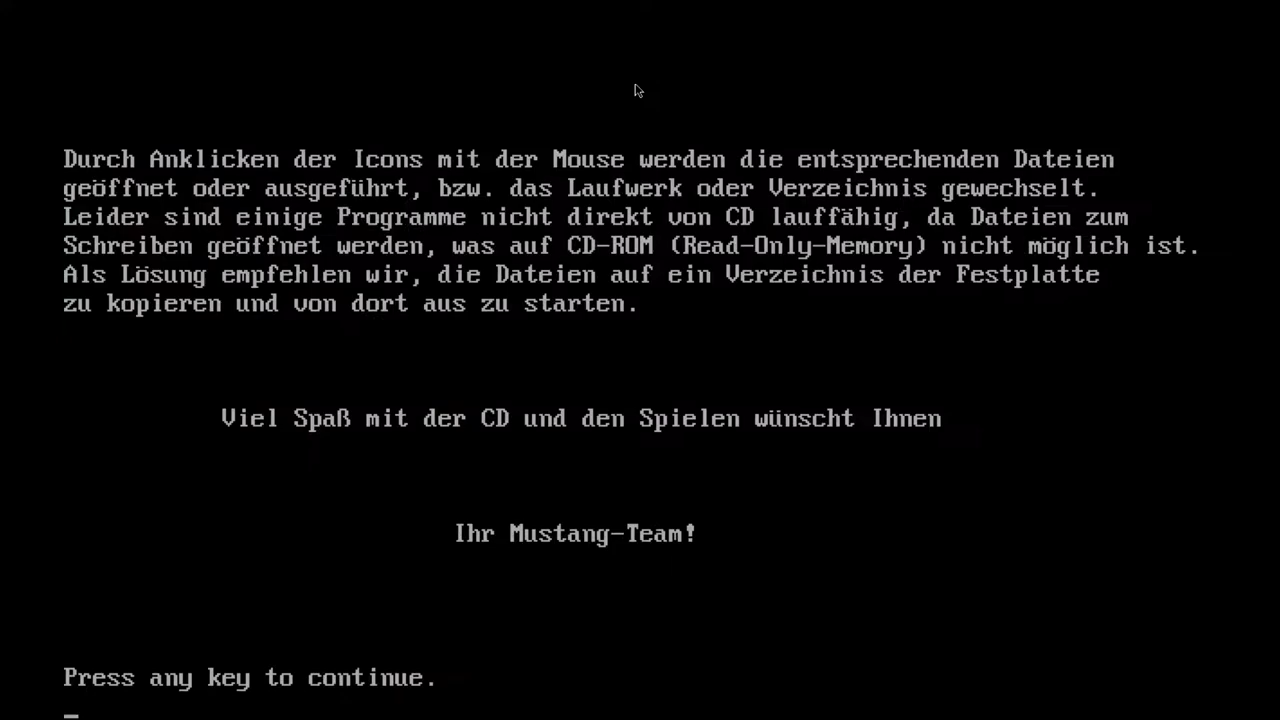 Durch Anklicken der Icons mit der Mouse werden die entsprechenden Dateien
geöffnet oder ausgeführt, bzw. das Laufwerk oder Verzeichnis gewechselt.
Leider sind einige Programme nicht direkt von CD lauffähig, da Dateien zum
Schreiben geöffnet werden, was auf CD-ROM (Read-Only-Memory) nicht möglich ist.
Als Lösung empfehlen wir, die Dateien auf ein Verzeichnis der Festplatte
zu kopieren und von dort aus zu starten.
Viel Spaß mit der CD und den Spielen wünscht Ihnen
Ihr Mustang-Team!
Press any key to continue.